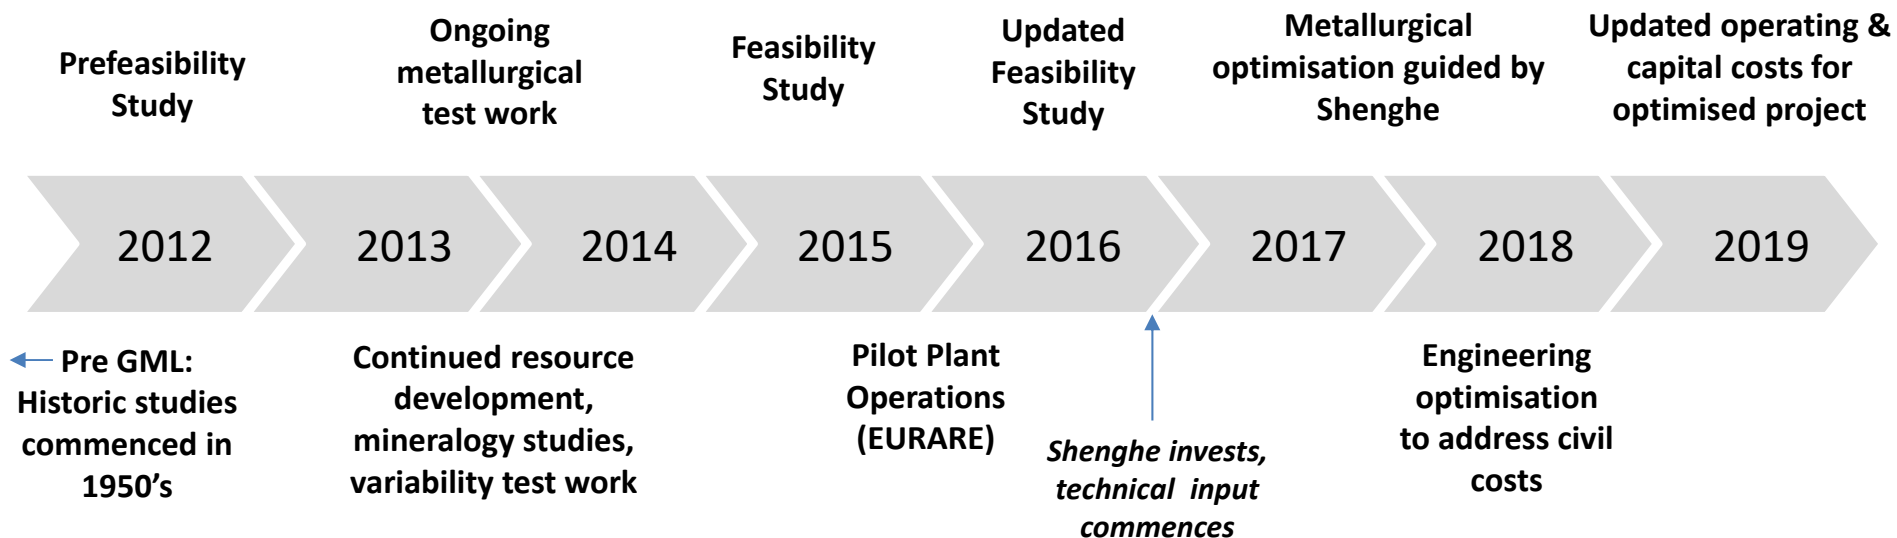 Prefeasibility
Study
Ongoing
metallurgical
test work
Feasibility
Study
Updated
Feasibility
Study
Metallurgical
optimisation guided by
Shenghe
Updated operating &
capital costs for
optimised project
2012
2013
2014
2015
2016
2017
2018
2019
Pre GML:
Historic studies
commenced in
1950’s
Continued resource
development,
mineralogy studies,
variability test work
Pilot Plant
Operations
(EURARE)
Shenghe invests,
technical input
commences
Engineering
optimisation
to address civil
costs